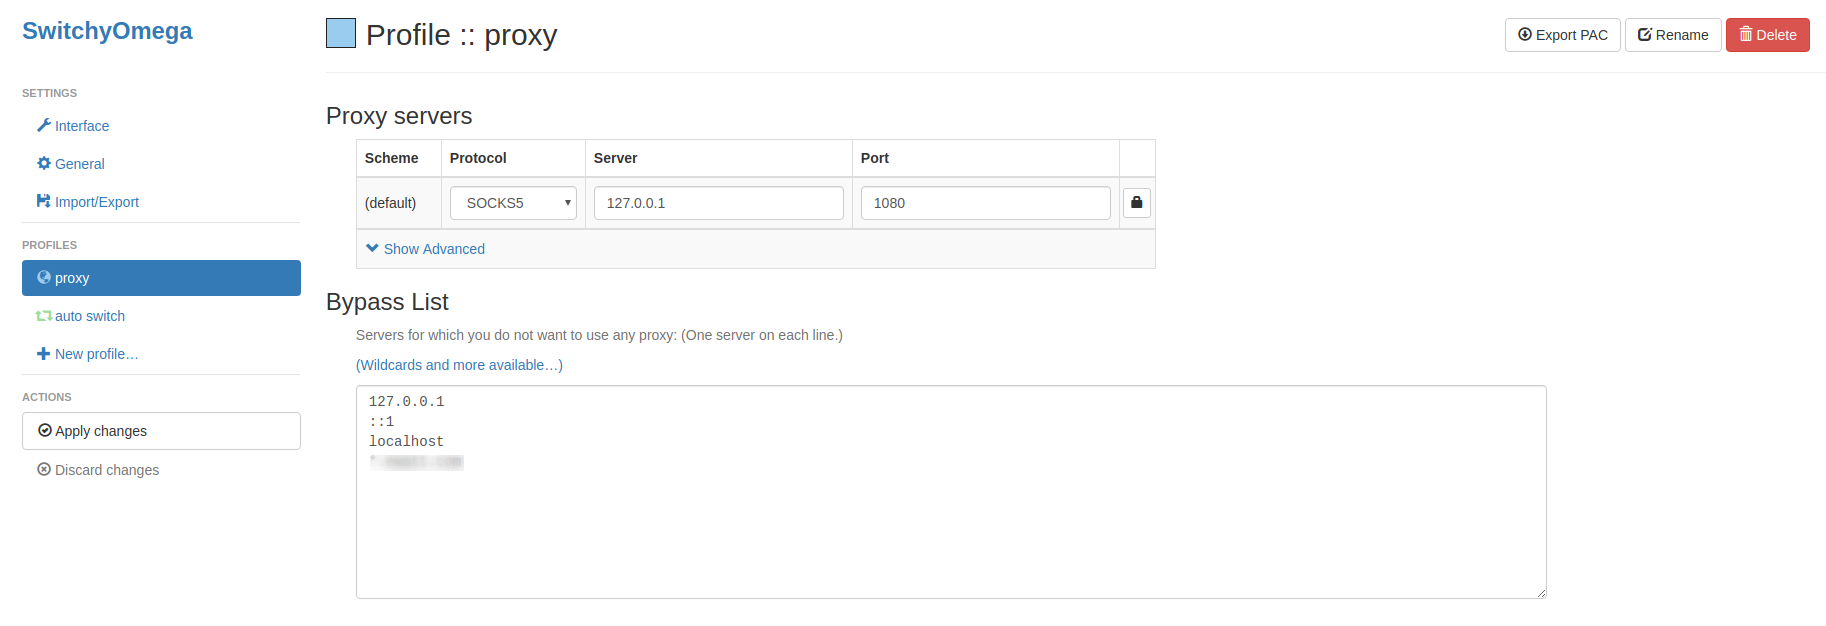 SwitchyOmega
SETTINGS
Interface
General
Import/Export
PROFILES
proxy
auto switch
New profile…
ACTIONS
Apply changes
Discard changes
Profile :: proxy
Export PAC
Rename
Delete
Proxy servers
Scheme Protocol Server Port
(default) SOCKS5 127.0.0.1 1080
Show Advanced
Bypass List
Servers for which you do not want to use any proxy: (One server on each line.)
(Wildcards and more available…)
127.0.0.1
::1
localhost